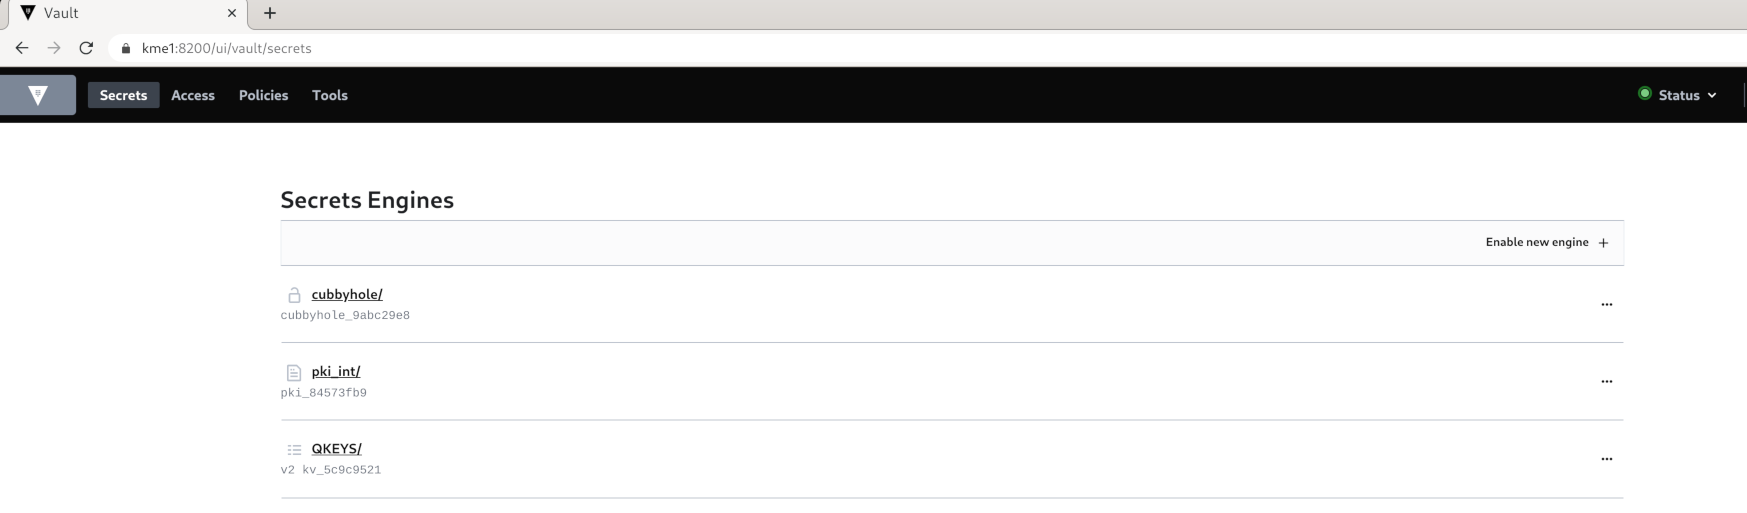 Vault
kme1:8200/ui/vault/secrets
Secrets Access Policies Tools Status
Secrets Engines
Enable new engine
cubbyhole/
cubbyhole_9abc29e8
pki_int/
pki_84573fb9
QKEYS/
v2 kv_5c9c9521